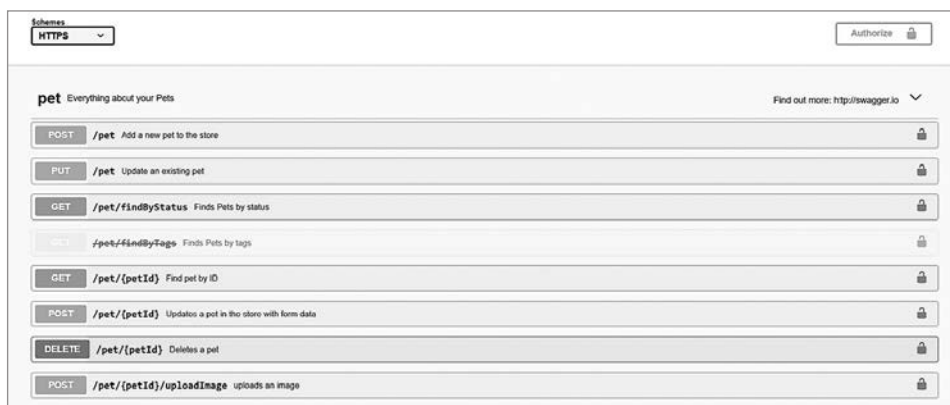 Schemes
HTTPS
Authorize
pet Everything about your Pets
Find out more: http://swagger.io
POST /pet Add a new pet to the store
PUT /pet Update an existing pet
GET /pet/findByStatus Finds Pets by status
GET /pet/findByTags Finds Pets by tags
GET /pet/{petId} Find pet by ID
POST /pet/{petId} Updates a pet in the store with form data
DELETE /pet/{petId} Deletes a pet
POST /pet/{petId}/uploadImage uploads an image